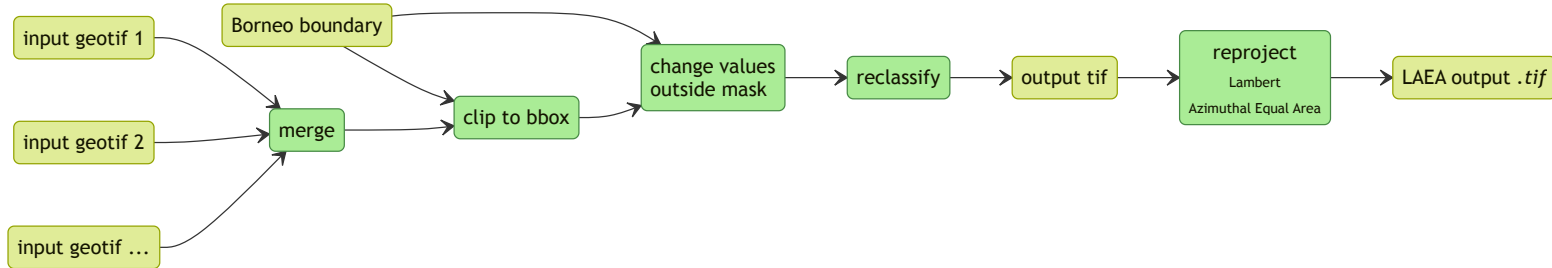 input geotif 1
input geotif 2
input geotif ...
Borneo boundary
merge
clip to bbox
change values
outside mask
reclassify
output tif
reproject
Lambert
Azimuthal Equal Area
LAEA output .tif